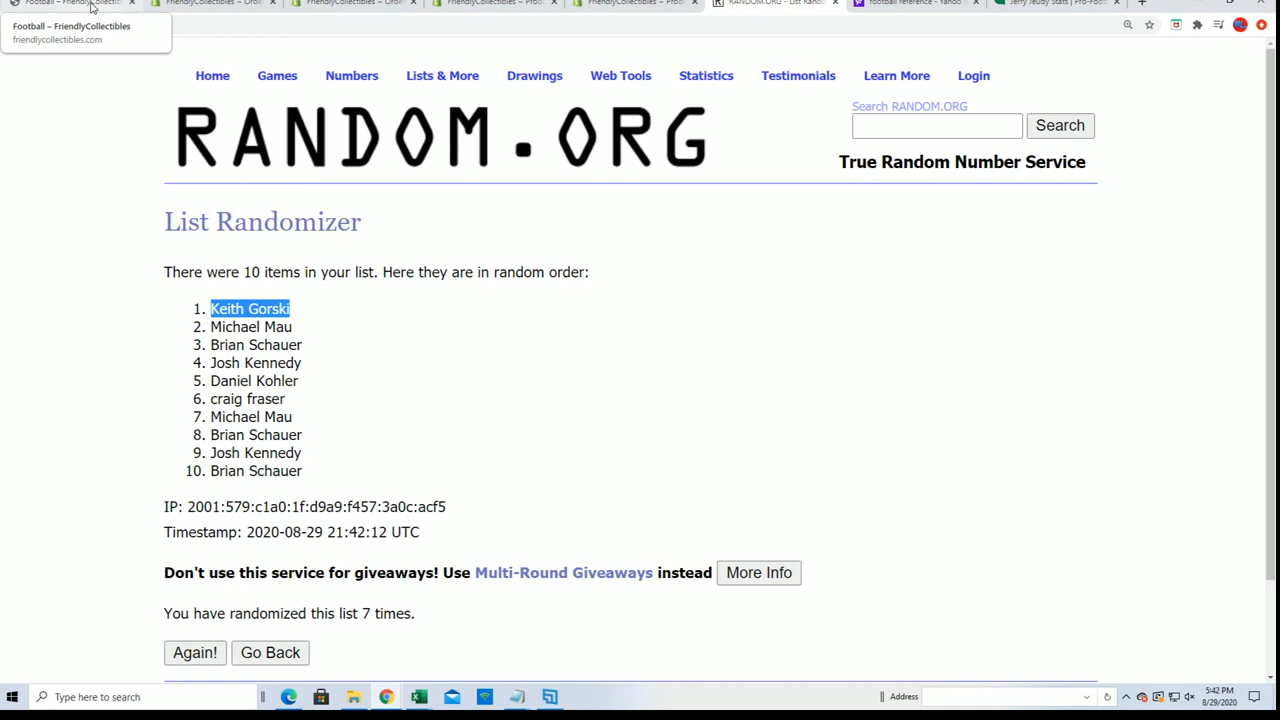 Football – FriendlyCollectibles
friendlycollectibles.com
Home Games Numbers Lists & More Drawings Web Tools Statistics Testimonials Learn More Login
RANDOM.ORG
Search RANDOM.ORG
Search
True Random Number Service
List Randomizer
There were 10 items in your list. Here they are in random order:
1. Keith Gorski
2. Michael Mau
3. Brian Schauer
4. Josh Kennedy
5. Daniel Kohler
6. craig fraser
7. Michael Mau
8. Brian Schauer
9. Josh Kennedy
10. Brian Schauer
IP: 2001:579:c1a0:1f:d9a9:f457:3a0c:acf5
Timestamp: 2020-08-29 21:42:12 UTC
Don't use this service for giveaways! Use Multi-Round Giveaways instead More Info
You have randomized this list 7 times.
Again! Go Back
Type here to search
Address
5:42 PM
8/29/2020